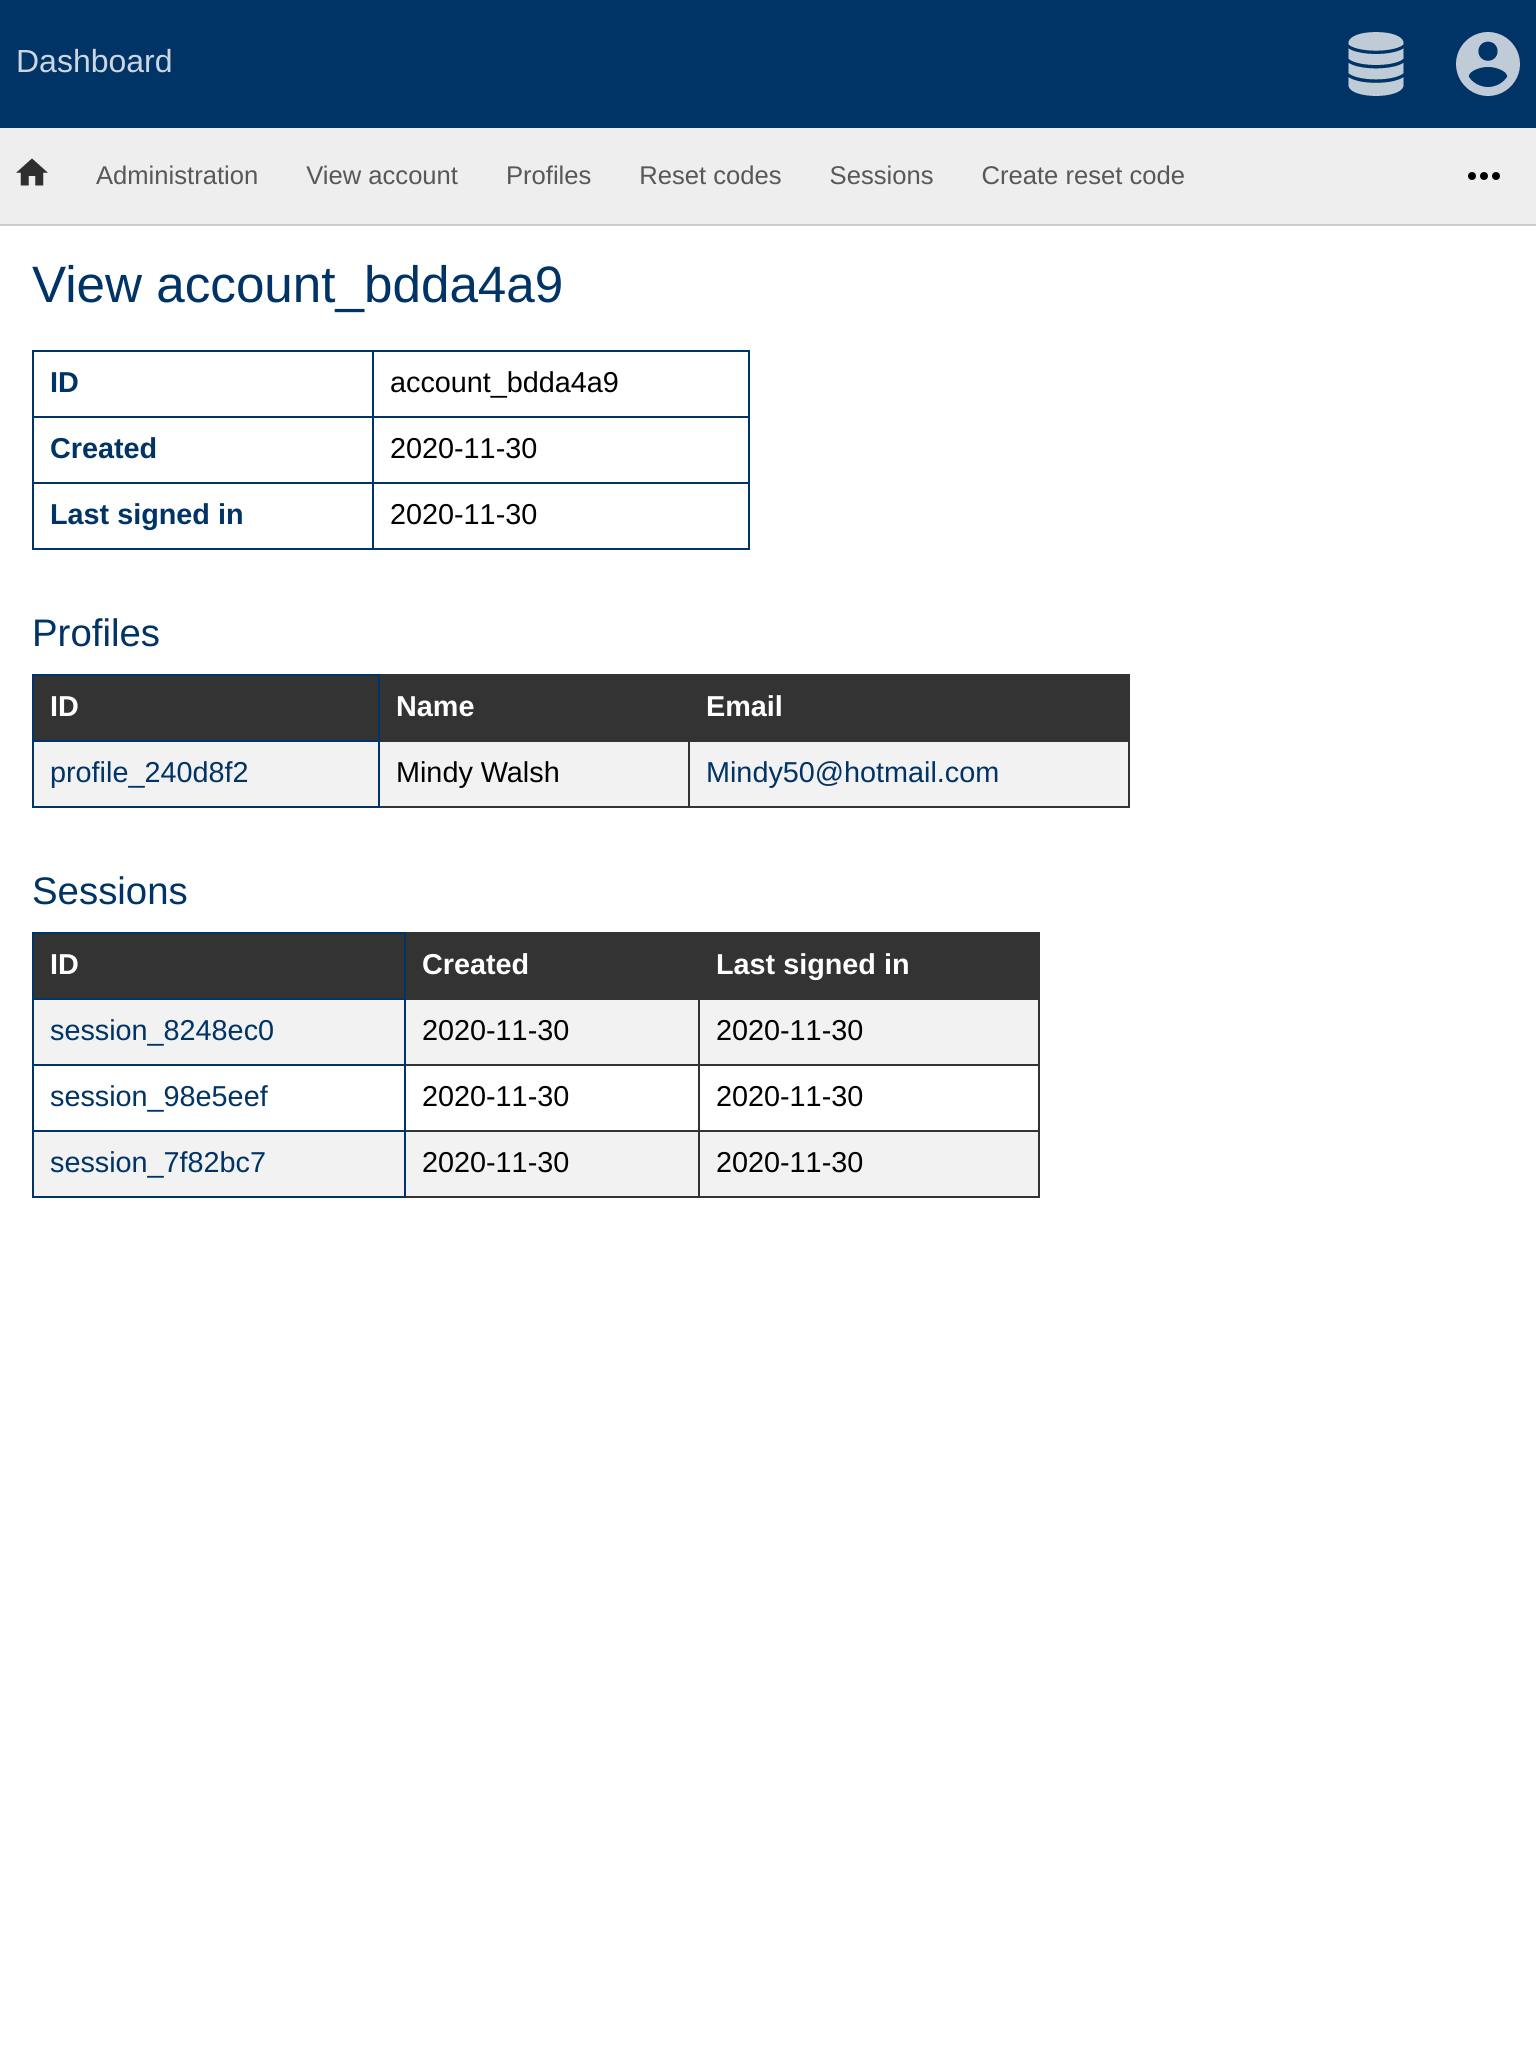 Dashboard
Administration View account Profiles Reset codes Sessions Create reset code
View account_bdda4a9
ID account_bdda4a9
Created 2020-11-30
Last signed in 2020-11-30
Profiles
ID Name Email
profile_240d8f2 Mindy Walsh Mindy50@hotmail.com
Sessions
ID Created Last signed in
session_8248ec0 2020-11-30 2020-11-30
session_98e5eef 2020-11-30 2020-11-30
session_7f82bc7 2020-11-30 2020-11-30